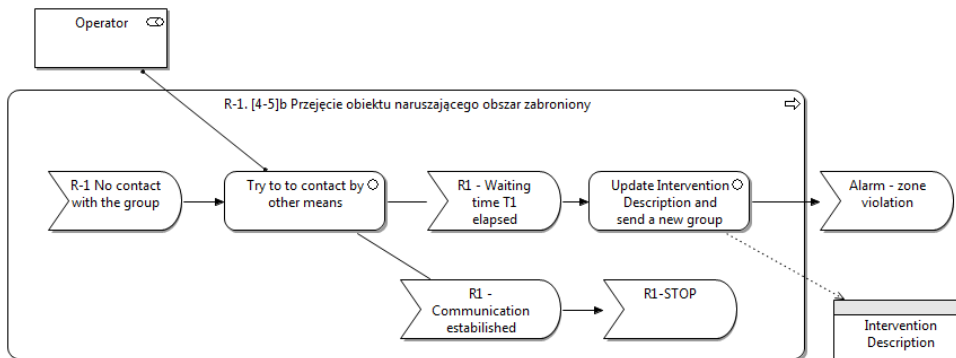 Operator
R-1. [4-5]b Przejęcie obiektu naruszającego obszar zabroniony
R-1 No contact
with the group
Try to to contact by
other means
R1 - Waiting
time T1
elapsed
Update Intervention
Description and
send a new group
Alarm - zone
violation
R1 -
Communication
estabilished
R1-STOP
Intervention
Description